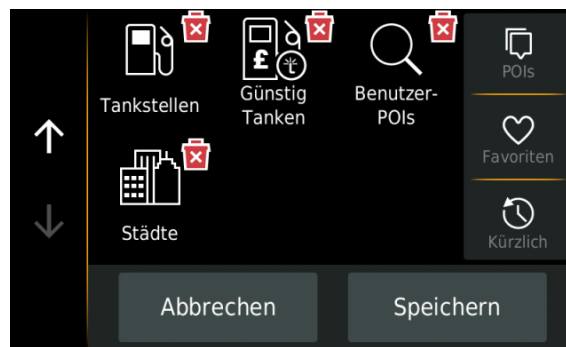 Tankstellen
£
Günstig
Tanken
Benutzer-
POIs
Städte
POIs
Favoriten
Kürzlich
Abbrechen
Speichern